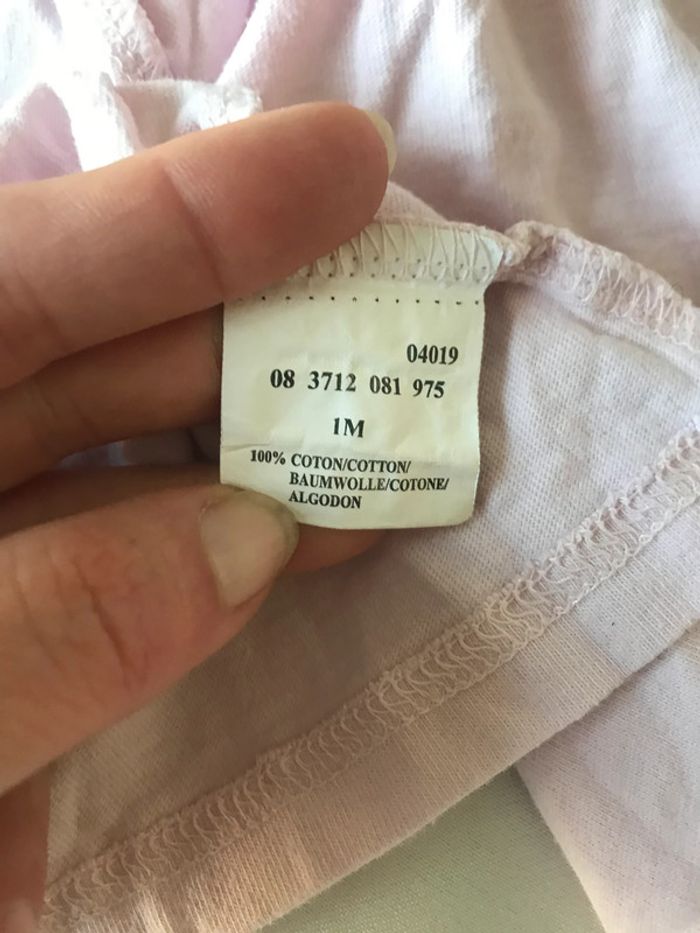 04019
08 3712 081 975
1M
100% COTON/COTTON/
BAUMWOLLE/COTONE/
ALGODON